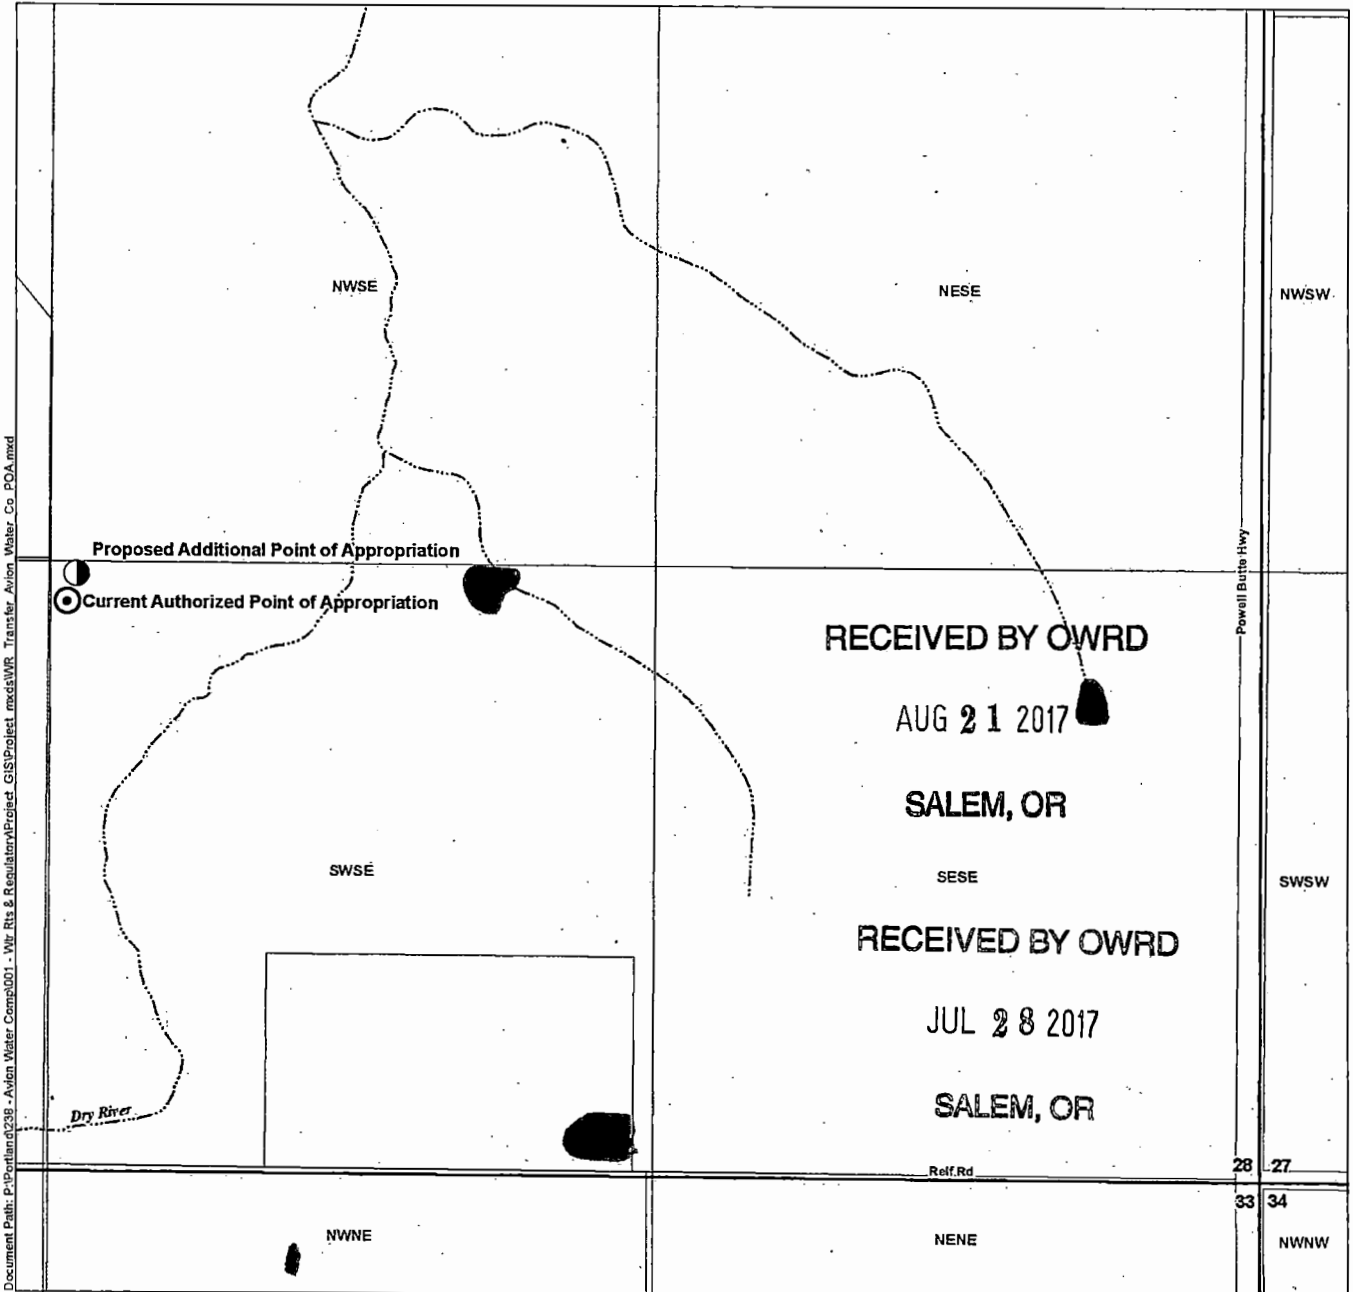 NWSE
NESE
NWSW
Proposed Additional Point of Appropriation
Current Authorized Point of Appropriation
Powell Butte Hwy
RECEIVED BY OWRD
AUG 21 2017
SALEM, OR
SWSE
SESE
SWSW
RECEIVED BY OWRD
JUL 28 2017
SALEM, OR
Dry River
Relf Rd
28 27
33 34
NWNE
NENE
NWNW
Document Path: P:\Portland\238 - Avion Water Comp\001 - Wtr Rts & Regulatory\Project GIS\Project mxds\WR Transfer Avion Water Co POA.mxd